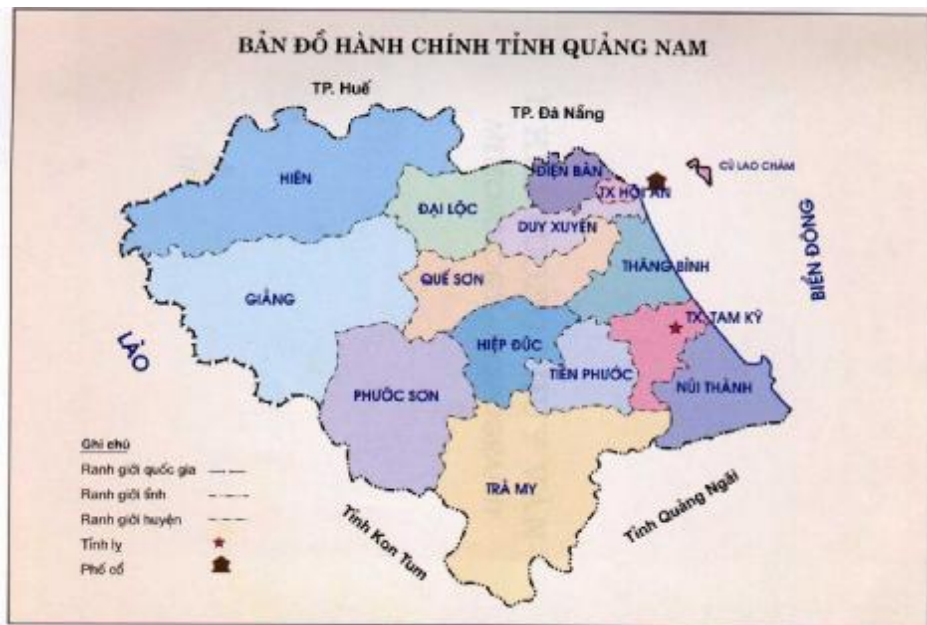 BẢN ĐỒ HÀNH CHÍNH TỈNH QUẢNG NAM
TP. Huế
TP. Đà Nẵng
CÙ LAO CHÀM
HIÊN
ĐIỆN BÀN
TX HỘI AN
ĐẠI LỘC
DUY XUYÊN
BIỂN ĐÔNG
QUẾ SƠN
THĂNG BÌNH
GIẰNG
TX. TAM KỲ
LÀO
HIỆP ĐỨC
TIÊN PHƯỚC
NÚI THÀNH
PHƯỚC SƠN
TRÀ MY
Tỉnh Kon Tum
Tỉnh Quảng Ngãi
Ghi chú
Ranh giới quốc gia
Ranh giới tỉnh
Ranh giới huyện
Tỉnh lỵ
Phố cổ